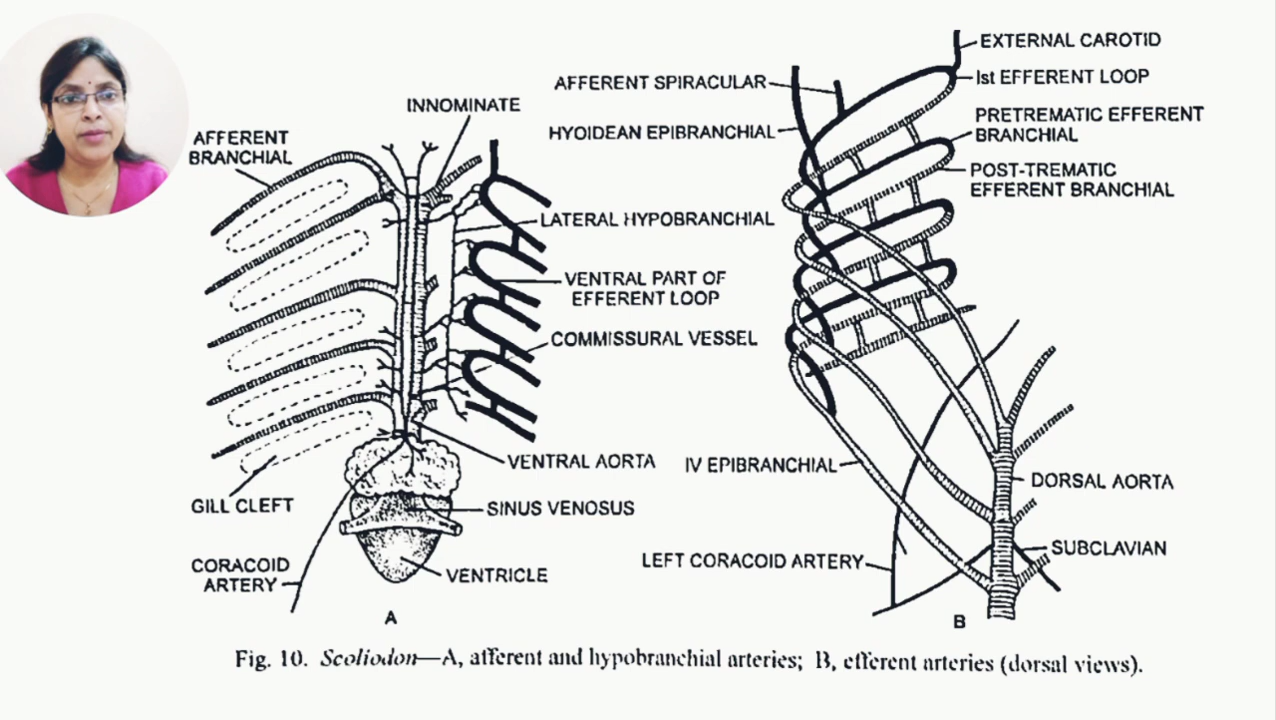 EXTERNAL CAROTID
AFFERENT SPIRACULAR
Ist EFFERENT LOOP
INNOMINATE
PRETREMATIC EFFERENT
BRANCHIAL
HYOIDEAN EPIBRANCHIAL
AFFERENT
BRANCHIAL
POST-TREMATIC
EFFERENT BRANCHIAL
LATERAL HYPOBRANCHIAL
VENTRAL PART OF
EFFERENT LOOP
COMMISSURAL VESSEL
VENTRAL AORTA
IV EPIBRANCHIAL
DORSAL AORTA
GILL CLEFT
SINUS VENOSUS
SUBCLAVIAN
LEFT CORACOID ARTERY
CORACOID
ARTERY
VENTRICLE
A
B
Fig. 10. Scoliodon—A, afferent and hypobranchial arteries; B, efferent arteries (dorsal views).